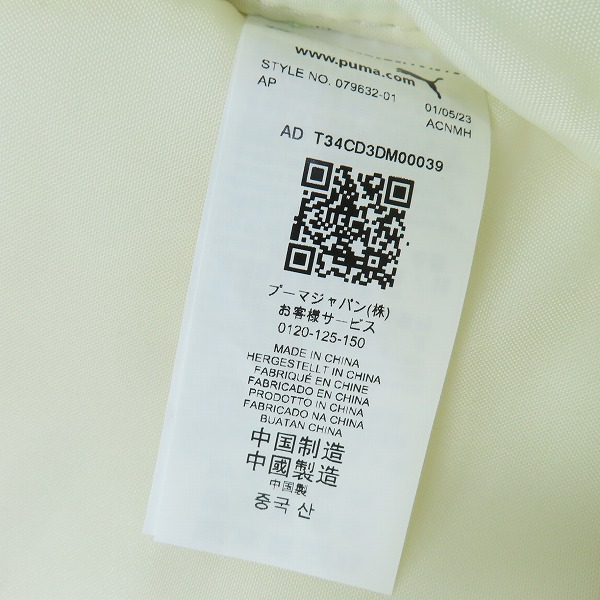 www.puma.com
STYLE NO. 079632-01 01/05/23
AP ACNMH
AD T34CD3DM00039
プーマジャパン(株)
お客様サービス
0120-125-150
MADE IN CHINA
HERGESTELLT IN CHINA
FABRIQUÉ EN CHINE
FABRICADO EN CHINA
PRODOTTO IN CHINA
FABRICADO NA CHINA
BUATAN CHINA
中国制造
中國製造
中国製
중국 산